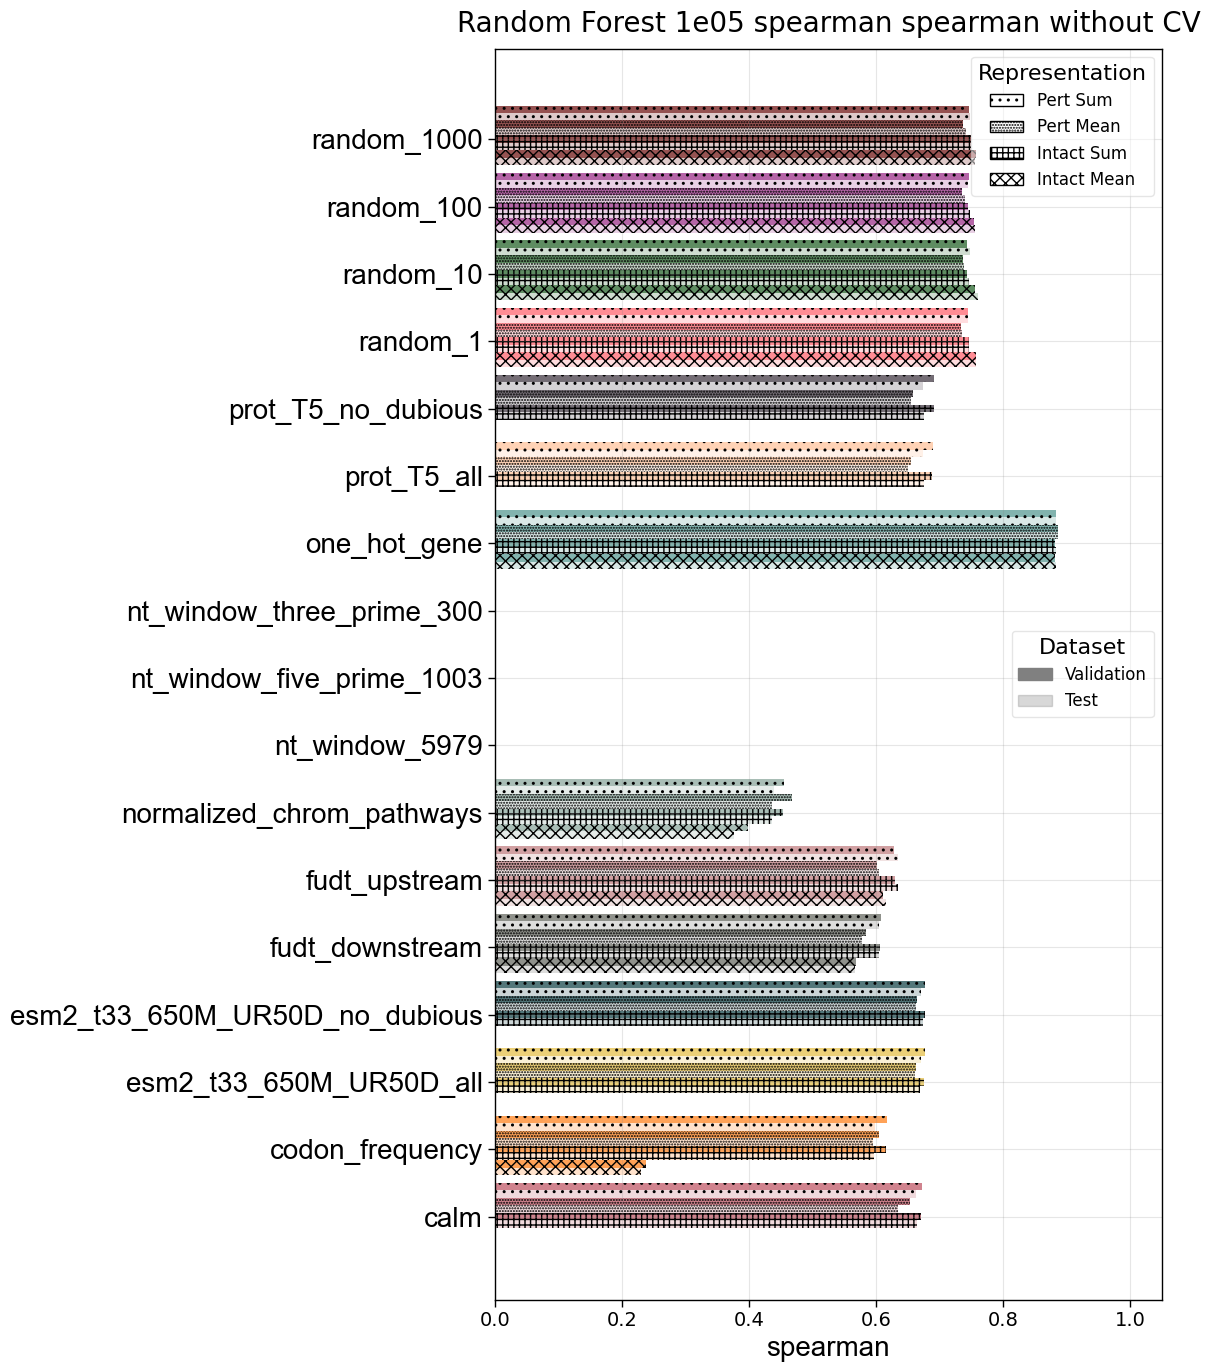 Random Forest 1e05 spearman spearman without CV
Representation
Pert Sum
Pert Mean
Intact Sum
Intact Mean
random_1000
random_100
random_10
random_1
prot_T5_no_dubious
prot_T5_all
one_hot_gene
nt_window_three_prime_300
Dataset
Validation
Test
nt_window_five_prime_1003
nt_window_5979
normalized_chrom_pathways
fudt_upstream
fudt_downstream
esm2_t33_650M_UR50D_no_dubious
esm2_t33_650M_UR50D_all
codon_frequency
calm
0.0 0.2 0.4 0.6 0.8 1.0
spearman